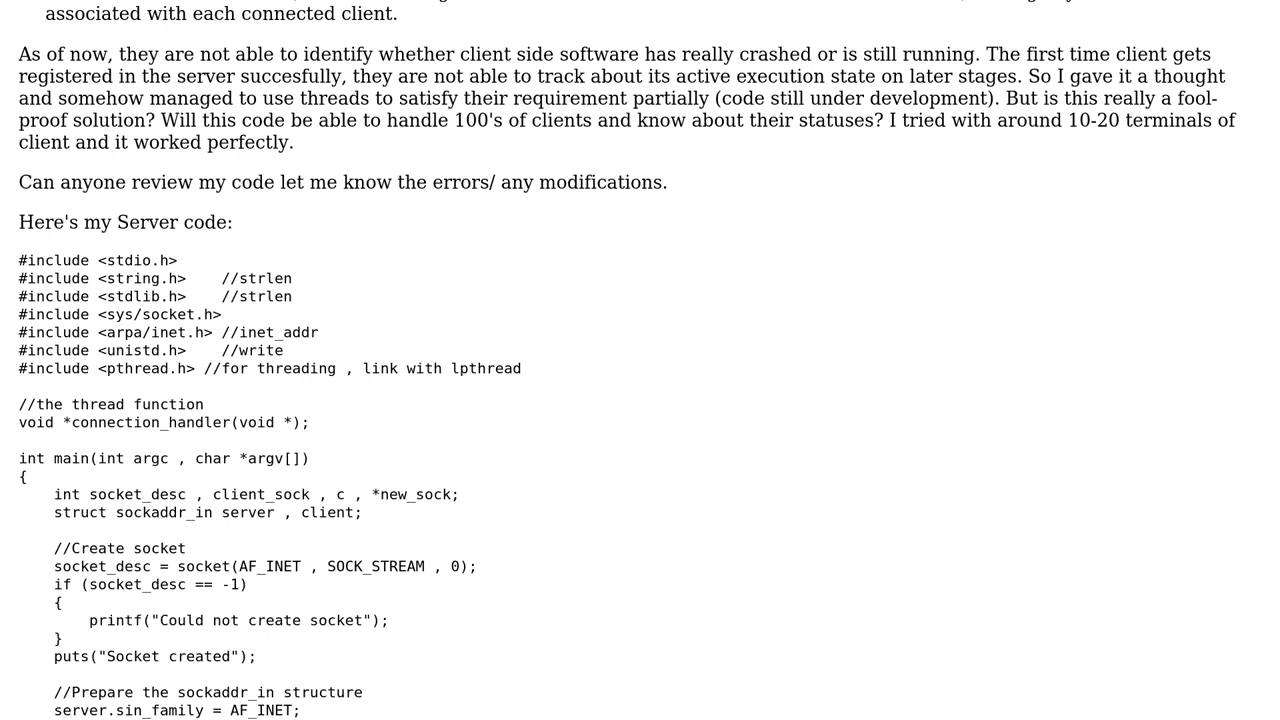 associated with each connected client.
As of now, they are not able to identify whether client side software has really crashed or is still running. The first time client gets
registered in the server succesfully, they are not able to track about its active execution state on later stages. So I gave it a thought
and somehow managed to use threads to satisfy their requirement partially (code still under development). But is this really a fool-
proof solution? Will this code be able to handle 100's of clients and know about their statuses? I tried with around 10-20 terminals of
client and it worked perfectly.
Can anyone review my code let me know the errors/ any modifications.
Here's my Server code:
#include <stdio.h>
#include <string.h>    //strlen
#include <stdlib.h>    //strlen
#include <sys/socket.h>
#include <arpa/inet.h> //inet_addr
#include <unistd.h>    //write
#include <pthread.h> //for threading , link with lpthread
//the thread function
void *connection_handler(void *);
int main(int argc , char *argv[])
{
    int socket_desc , client_sock , c , *new_sock;
    struct sockaddr_in server , client;
    //Create socket
    socket_desc = socket(AF_INET , SOCK_STREAM , 0);
    if (socket_desc == -1)
    {
        printf("Could not create socket");
    }
    puts("Socket created");
    //Prepare the sockaddr_in structure
    server.sin_family = AF_INET;